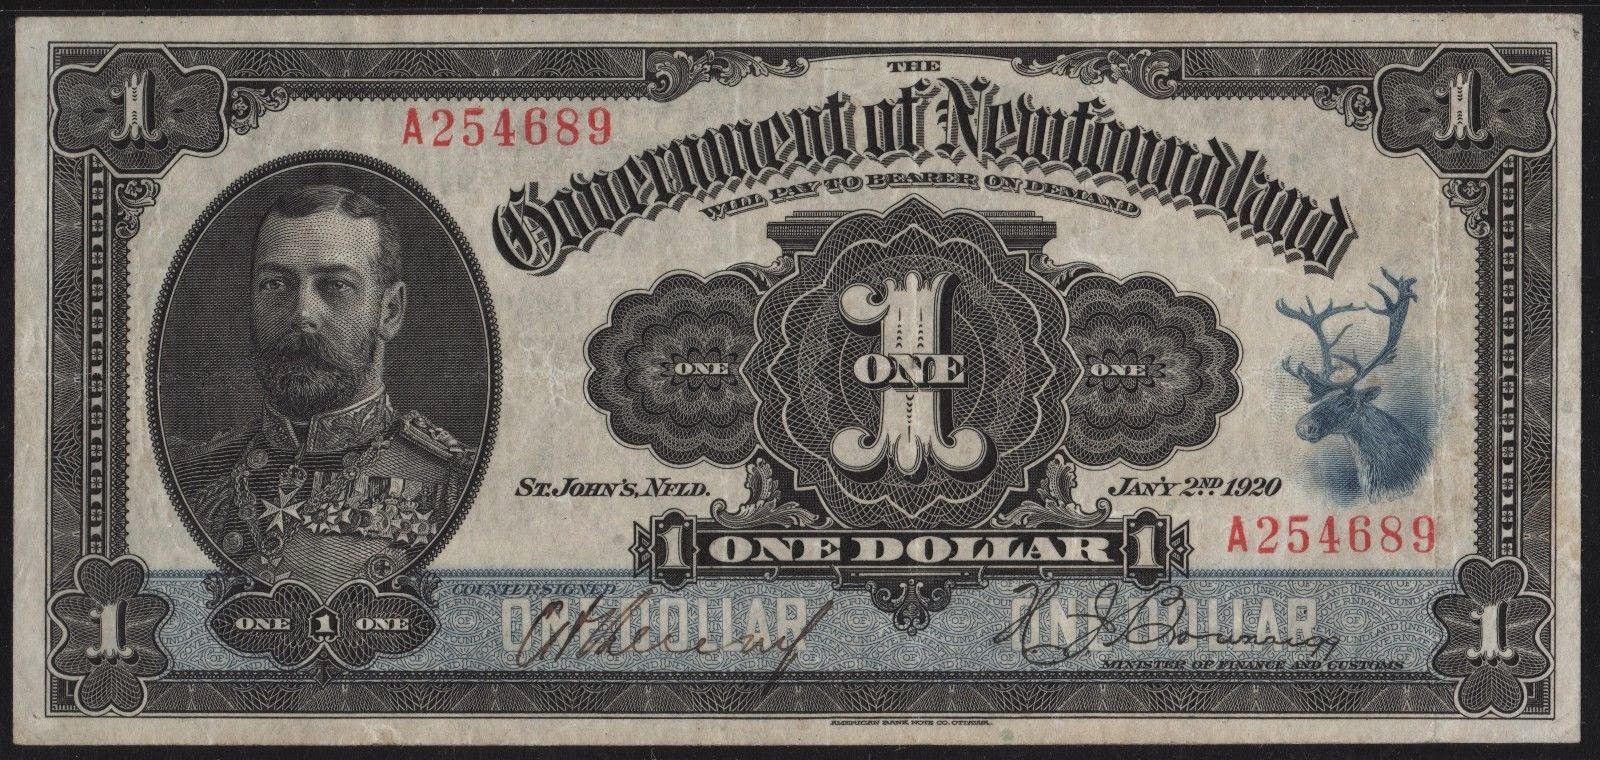 1
THE
1
A254689
Government of Newfoundland
WILL PAY TO BEARER ON DEMAND
ONE
1
ONE
ONE
ST. JOHN'S, NFLD.
JAN'Y 2ND. 1920
A254689
1 ONE DOLLAR 1
COUNTERSIGNED
ONE DOLLAR
ONE DOLLAR
1
ONE 1 ONE
1
MINISTER OF FINANCE AND CUSTOMS
AMERICAN BANK NOTE CO. OTTAWA.